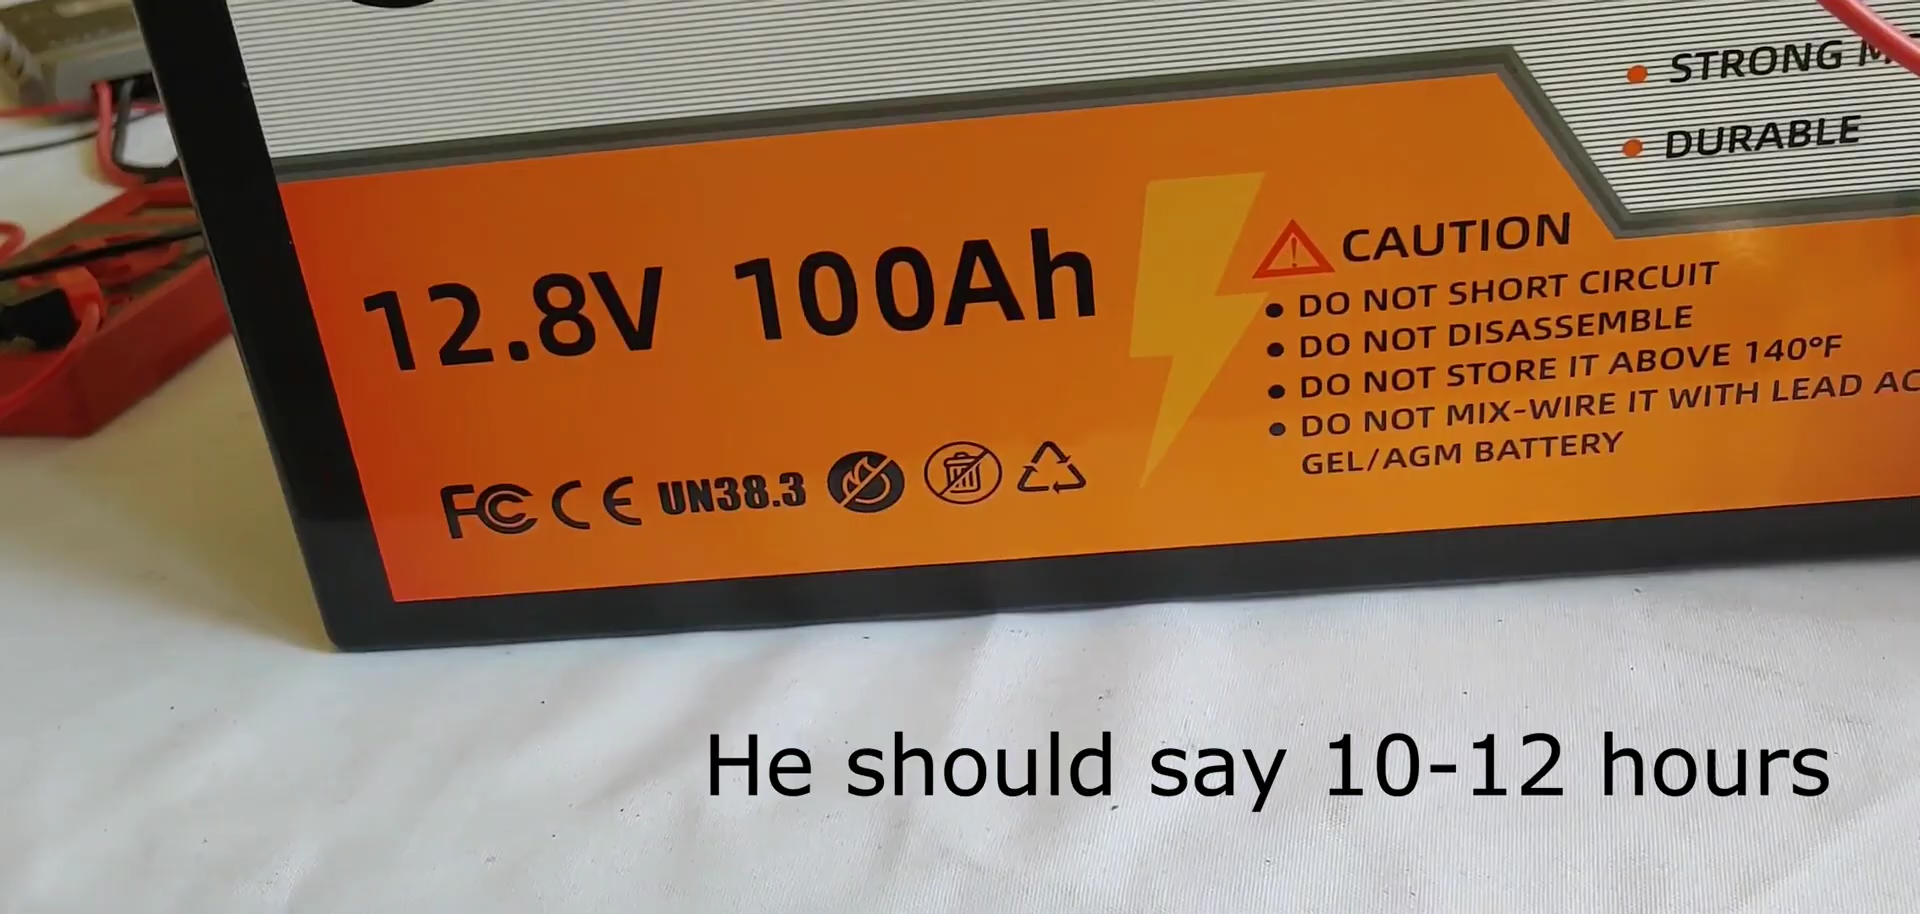 STRONG
DURABLE
12.8V 100Ah
CAUTION
DO NOT SHORT CIRCUIT
DO NOT DISASSEMBLE
DO NOT STORE IT ABOVE 140°F
DO NOT MIX-WIRE IT WITH LEAD
GEL/AGM BATTERY
FC CE UN38.3
He should say 10-12 hours